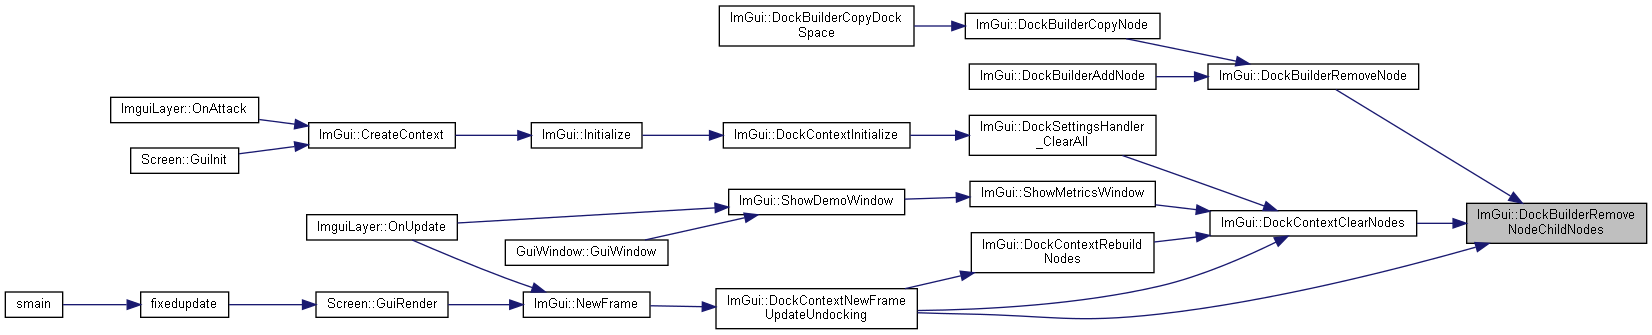 ImGui::DockBuilderCopyDock
Space
ImGui::DockBuilderCopyNode
ImGui::DockBuilderAddNode
ImGui::DockBuilderRemoveNode
ImguiLayer::OnAttack
ImGui::CreateContext
ImGui::Initialize
ImGui::DockContextInitialize
ImGui::DockSettingsHandler
_ClearAll
Screen::GuiInit
ImGui::ShowDemoWindow
ImGui::ShowMetricsWindow
ImguiLayer::OnUpdate
ImGui::DockContextClearNodes
ImGui::DockBuilderRemove
NodeChildNodes
GuiWindow::GuiWindow
ImGui::DockContextRebuild
Nodes
smain
fixedupdate
Screen::GuiRender
ImGui::NewFrame
ImGui::DockContextNewFrame
UpdateUndocking